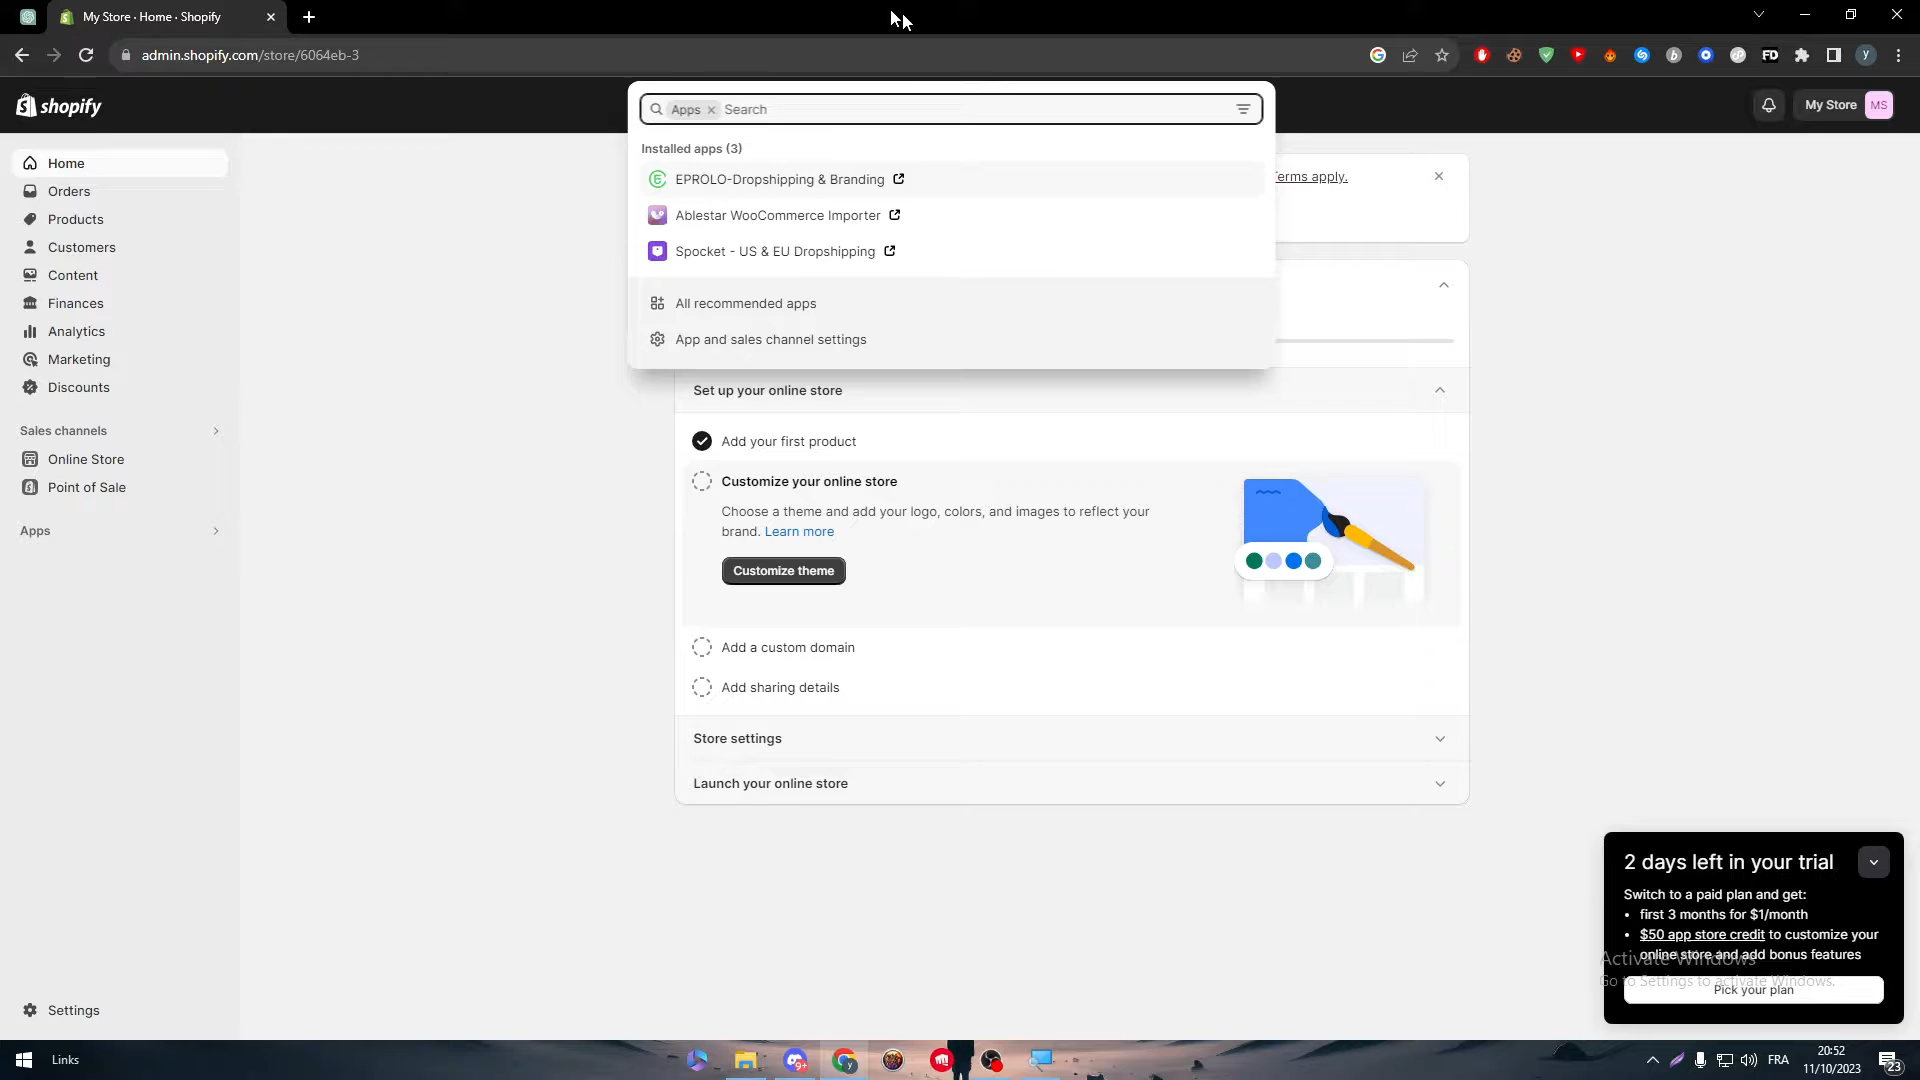 My Store · Home · Shopify
admin.shopify.com/store/6064eb-3
FD
y
shopify
My Store
MS
Apps
Search
Installed apps (3)
EPROLO-Dropshipping & Branding
Ablestar WooCommerce Importer
Spocket - US & EU Dropshipping
All recommended apps
App and sales channel settings
Terms apply.
Home
Orders
Products
Customers
Content
Finances
Analytics
Marketing
Discounts
Sales channels
Online Store
Point of Sale
Apps
Settings
Set up your online store
Add your first product
Customize your online store
Choose a theme and add your logo, colors, and images to reflect your
brand. Learn more
Customize theme
Add a custom domain
Add sharing details
Store settings
Launch your online store
2 days left in your trial
Switch to a paid plan and get:
• first 3 months for $1/month
• $50 app store credit to customize your
online store and add bonus features
Activate Windows
Go to Settings to activate Windows.
Pick your plan
Links
9+
y
FRA
20:52
11/10/2023
23